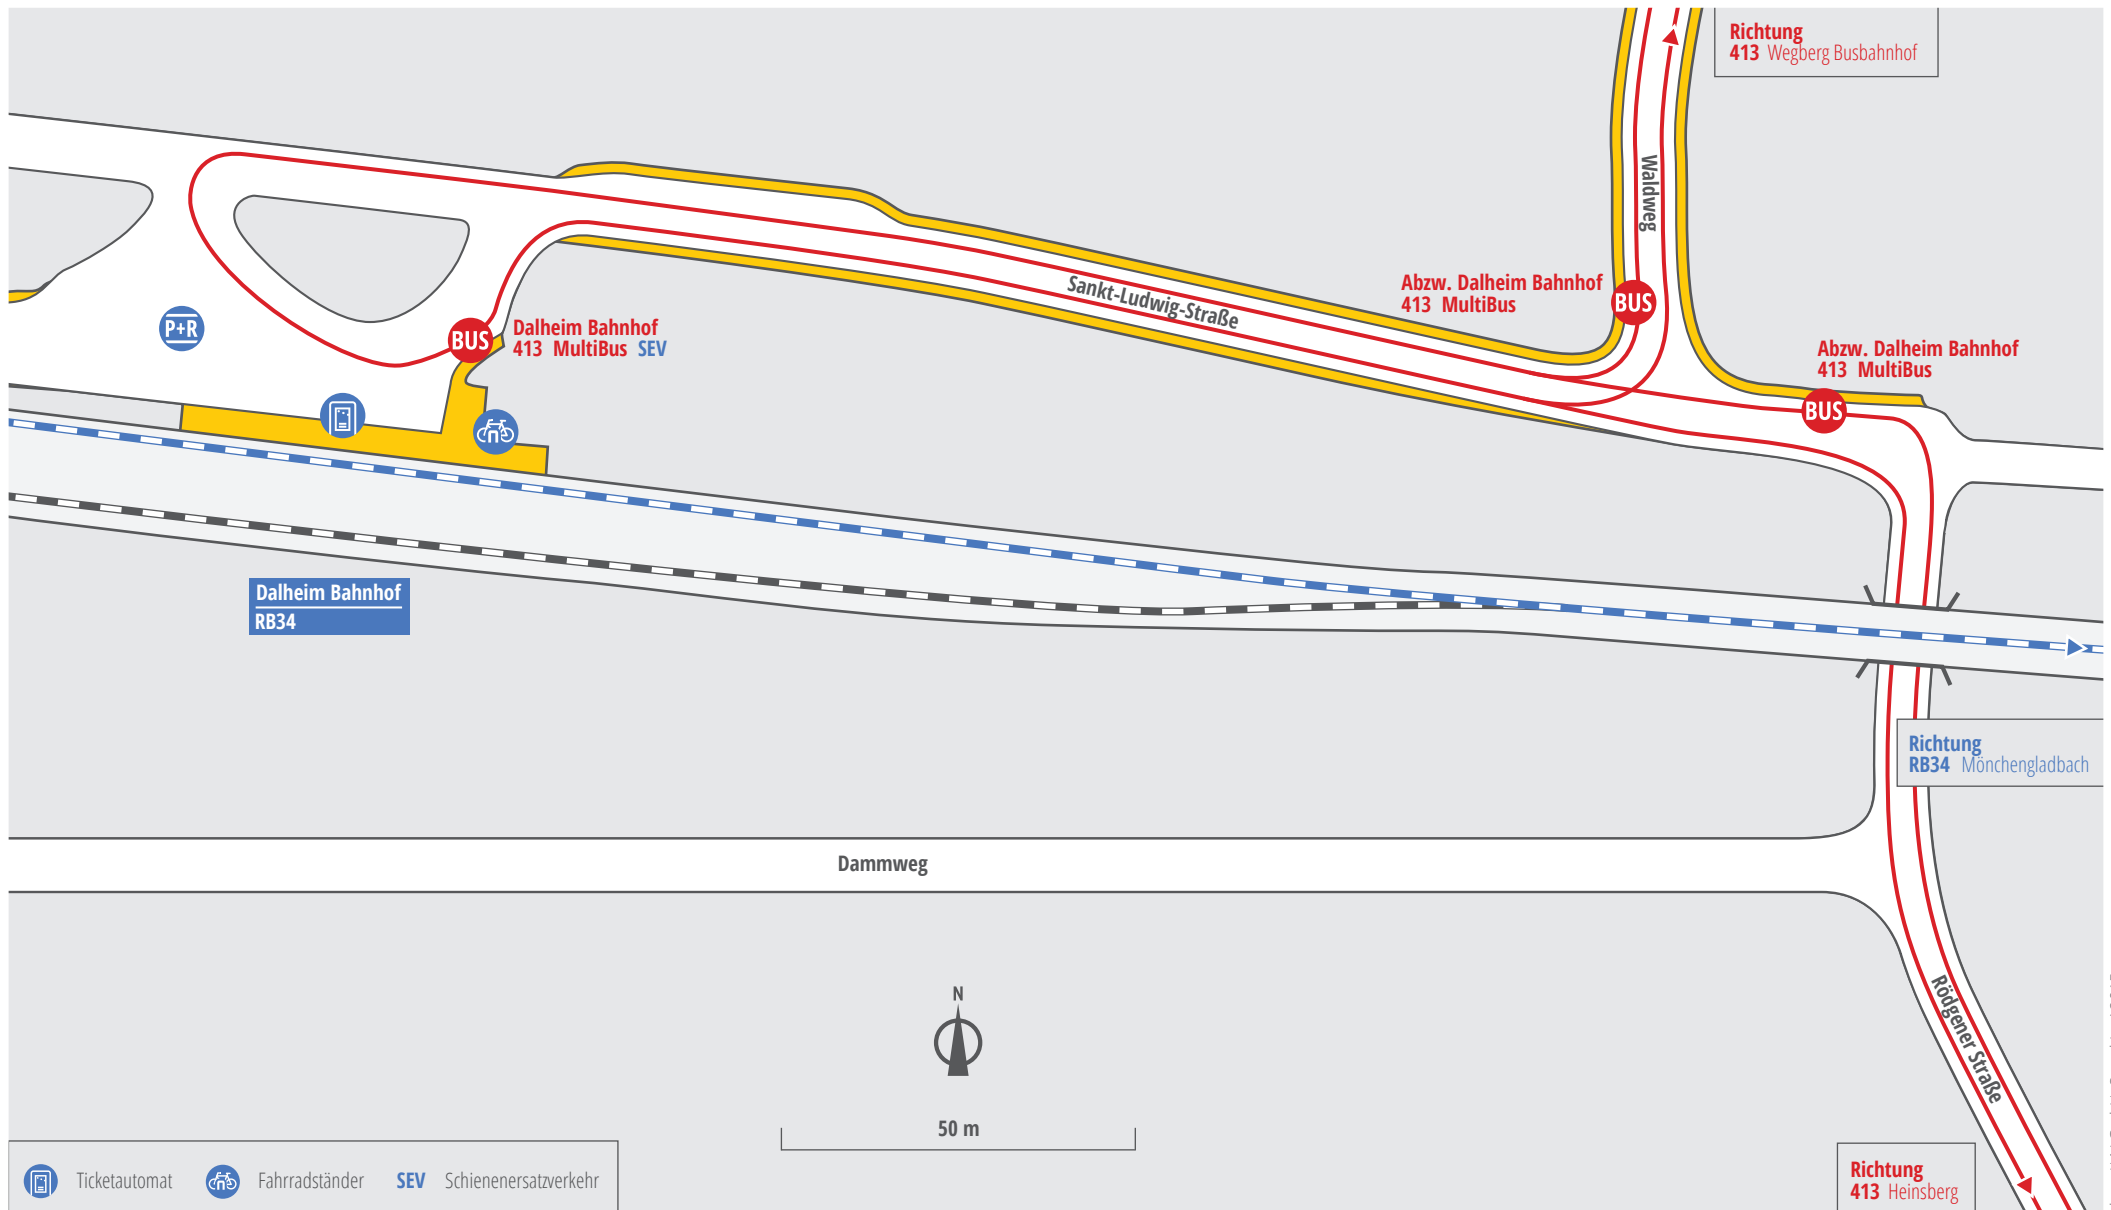 Richtung
413 Wegberg Busbahnhof
Waldweg
Abzw. Dalheim Bahnhof
413 MultiBus
BUS
Sankt-Ludwig-Straße
P+R
BUS
Dalheim Bahnhof
413 MultiBus SEV
Abzw. Dalheim Bahnhof
413 MultiBus
BUS
Dalheim Bahnhof
RB34
Richtung
RB34 Mönchengladbach
Dammweg
Rödgener Straße
N
50 m
Ticketautomat Fahrradständer SEV Schienenersatzverkehr
Richtung
413 Heinsberg